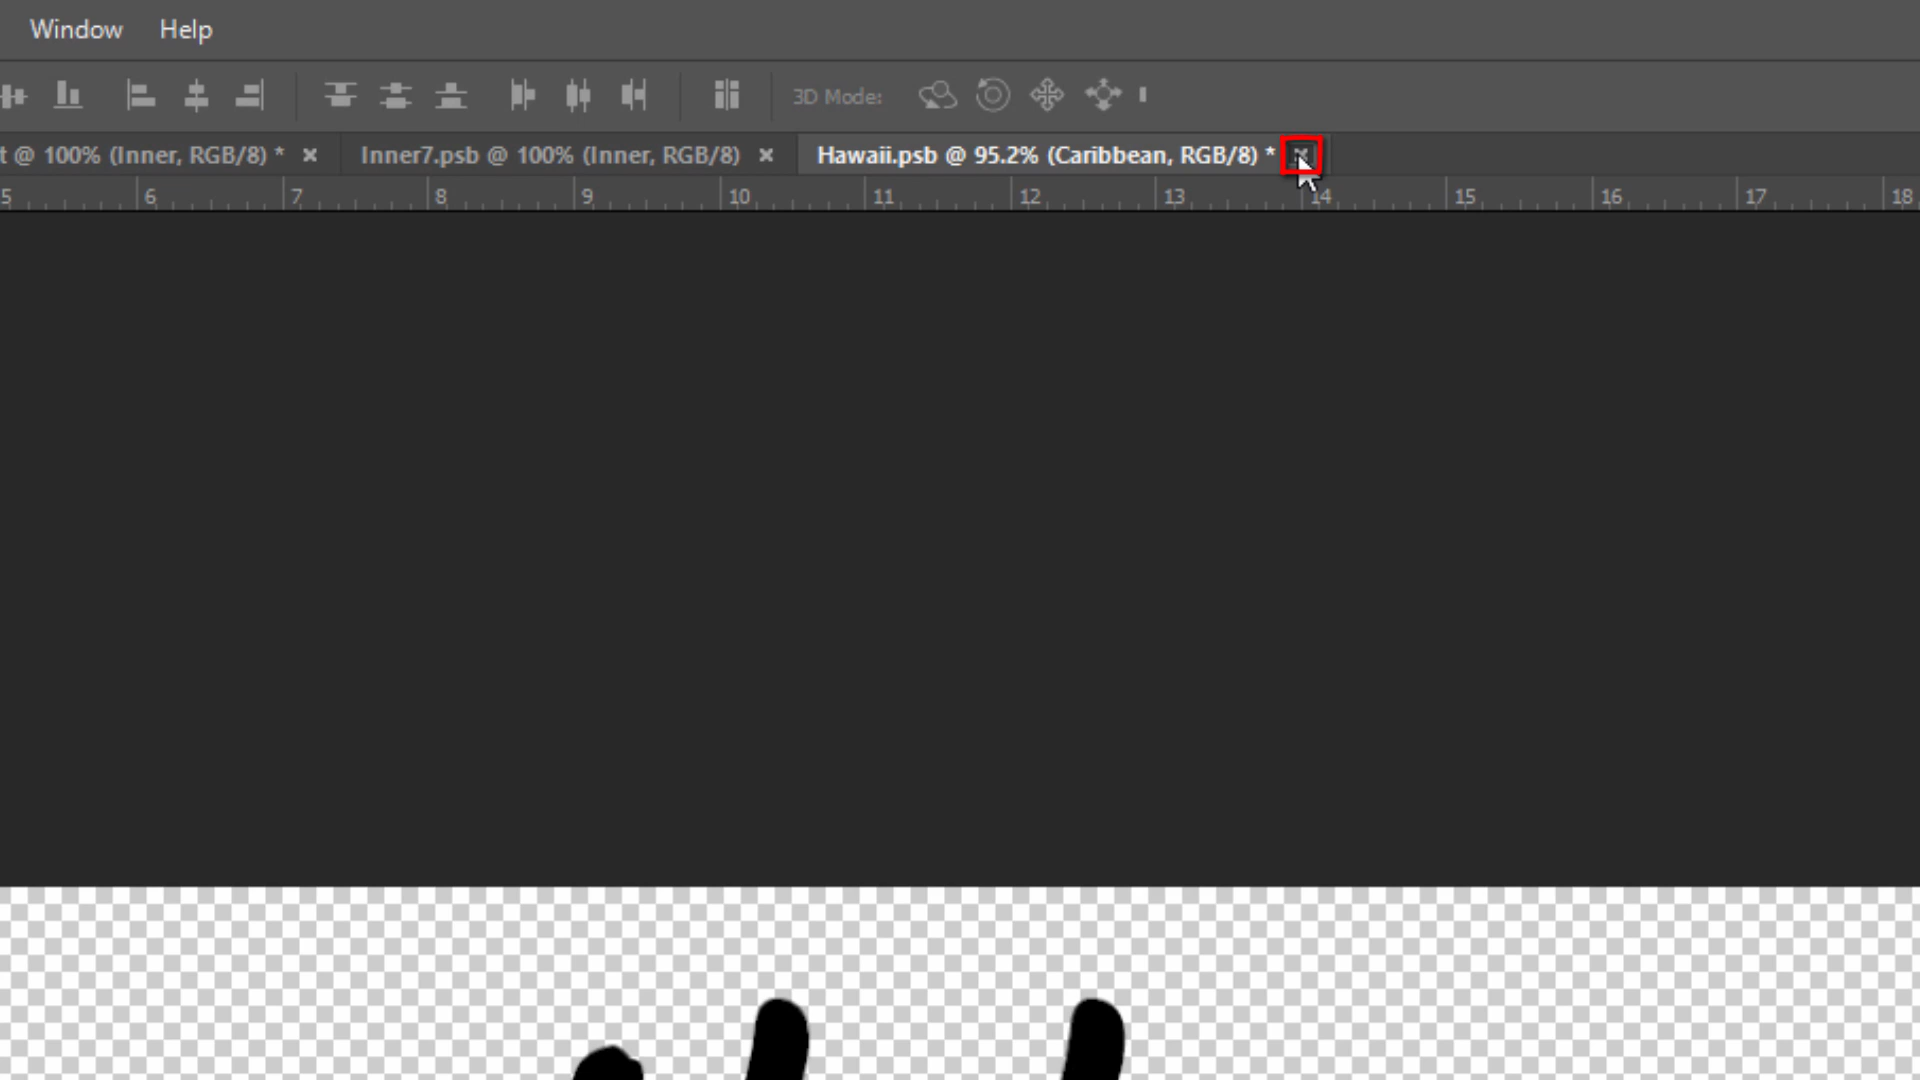 Window Help
3D Mode:
t @ 100% (Inner, RGB/8) * Inner7.psb @ 100% (Inner, RGB/8) Hawaii.psb @ 95.2% (Caribbean, RGB/8) *
5 6 7 8 9 10 11 12 13 14 15 16 17 18